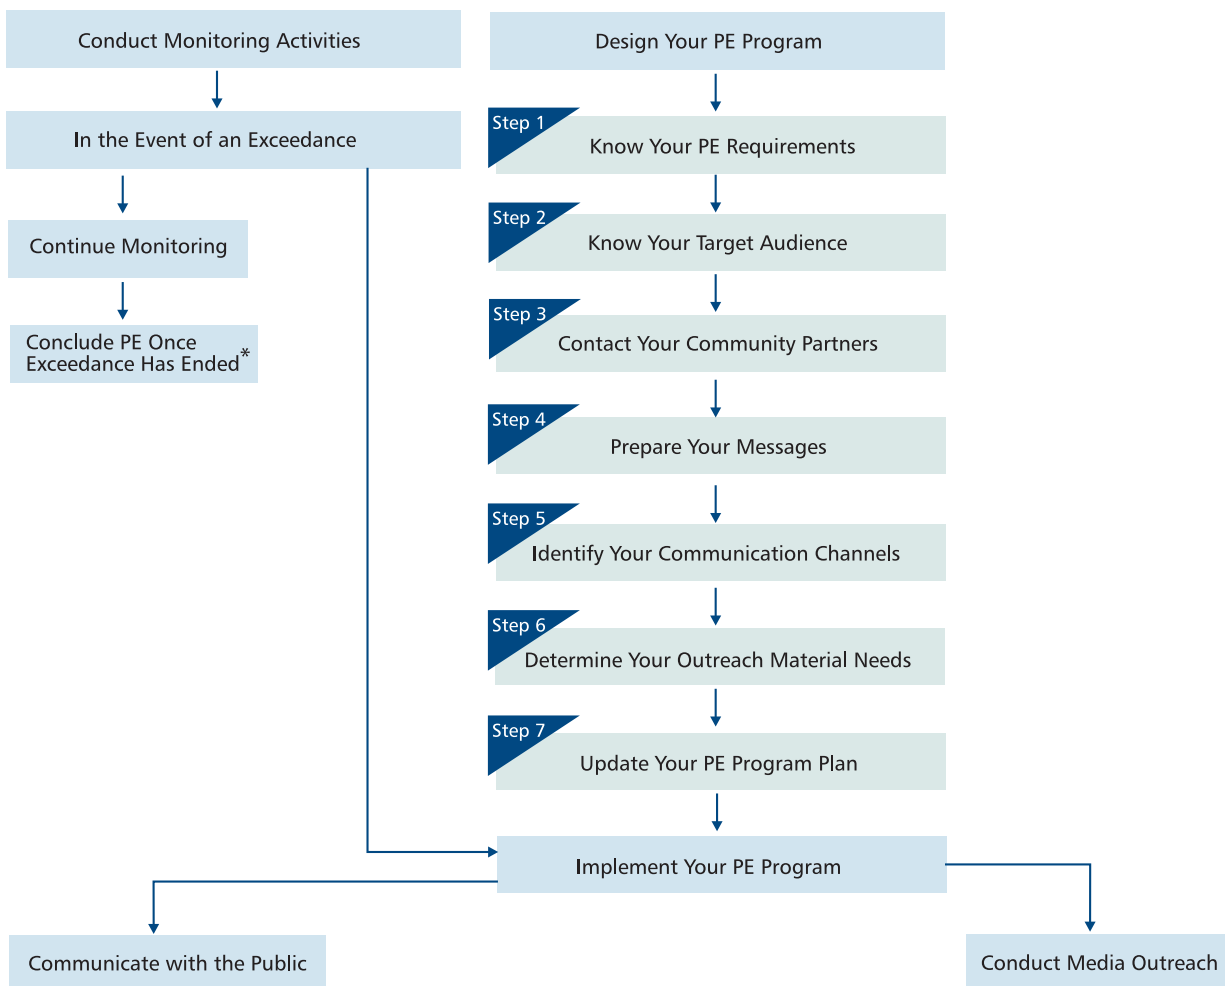 Conduct Monitoring Activities
In the Event of an Exceedance
Continue Monitoring
Conclude PE Once
Exceedance Has Ended*
Design Your PE Program
Step 1
Know Your PE Requirements
Step 2
Know Your Target Audience
Step 3
Contact Your Community Partners
Step 4
Prepare Your Messages
Step 5
Identify Your Communication Channels
Step 6
Determine Your Outreach Material Needs
Step 7
Update Your PE Program Plan
Implement Your PE Program
Communicate with the Public
Conduct Media Outreach